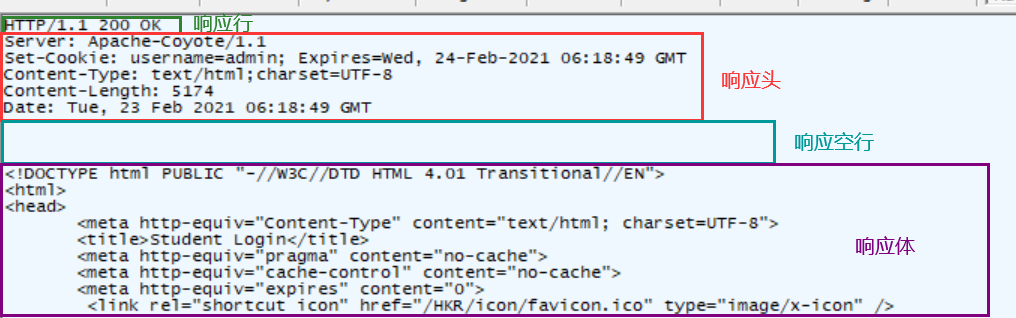 HTTP/1.1 200 OK 响应行
Server: Apache-Coyote/1.1
Set-Cookie: username=admin; Expires=Wed, 24-Feb-2021 06:18:49 GMT
Content-Type: text/html;charset=UTF-8
响应头
Content-Length: 5174
Date: Tue, 23 Feb 2021 06:18:49 GMT
响应空行
<!DOCTYPE html PUBLIC "-//W3C//DTD HTML 4.01 Transitional//EN">
<html>
<head>
<meta http-equiv="Content-Type" content="text/html; charset=UTF-8">
<title>Student Login</title>
响应体
<meta http-equiv="pragma" content="no-cache">
<meta http-equiv="cache-control" content="no-cache">
<meta http-equiv="expires" content="0">
<link rel="shortcut icon" href="/HKR/icon/favicon.ico" type="image/x-icon" />